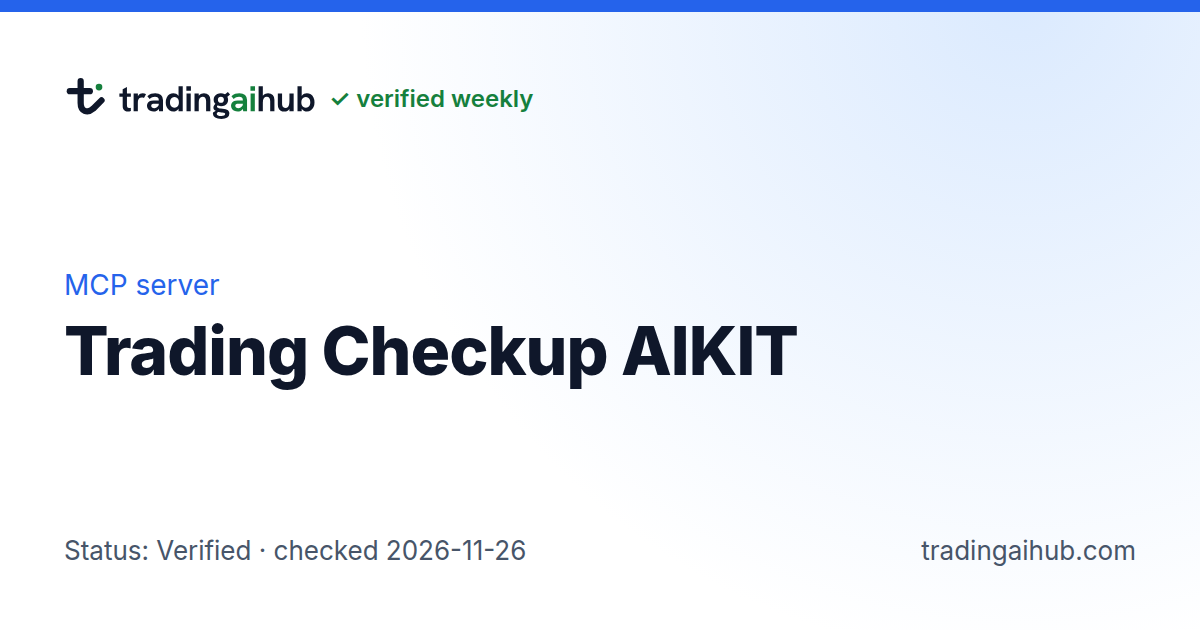 tradingaihub ✓ verified weekly
MCP server
Trading Checkup AIKIT
Status: Verified · checked 2026-11-26
tradingaihub.com